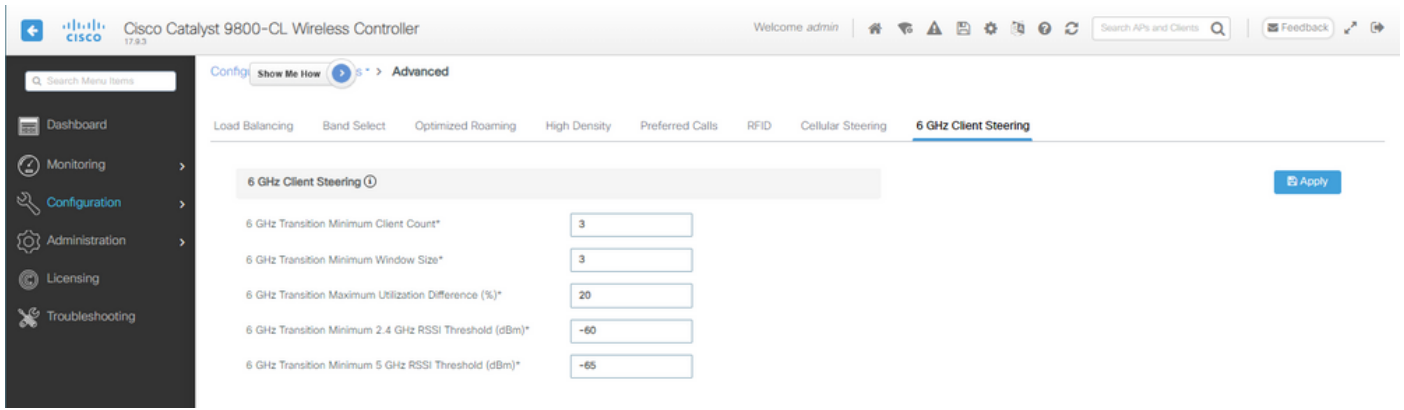 CISCO
Cisco Catalyst 9800-CL Wireless Controller
17.9.3
Welcome admin
Search APs and Clients
Feedback
Search Menu Items
Dashboard
Monitoring
Configuration
Administration
Licensing
Troubleshooting
Show Me How
> Advanced
Load Balancing Band Select Optimized Roaming High Density Preferred Calls RFID Cellular Steering 6 GHz Client Steering
6 GHz Client Steering
Apply
6 GHz Transition Minimum Client Count* 3
6 GHz Transition Minimum Window Size* 3
6 GHz Transition Maximum Utilization Difference (%)* 20
6 GHz Transition Minimum 2.4 GHz RSSI Threshold (dBm)* -60
6 GHz Transition Minimum 5 GHz RSSI Threshold (dBm)* -65